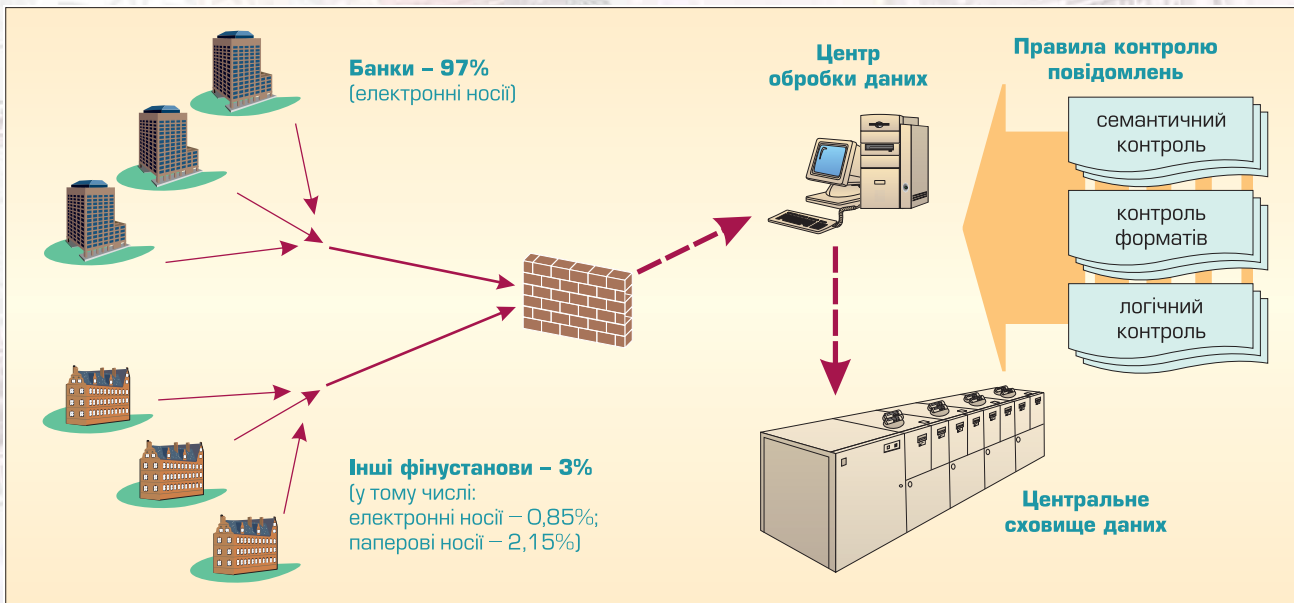 Банки – 97%
(електронні носії)
Інші фінустанови – 3%
(у тому числі:
електронні носії – 0,85%;
паперові носії – 2,15%)
Центр
обробки даних
Центральне
сховище даних
Правила контролю
повідомлень
семантичний
контроль
контроль
форматів
логічний
контроль